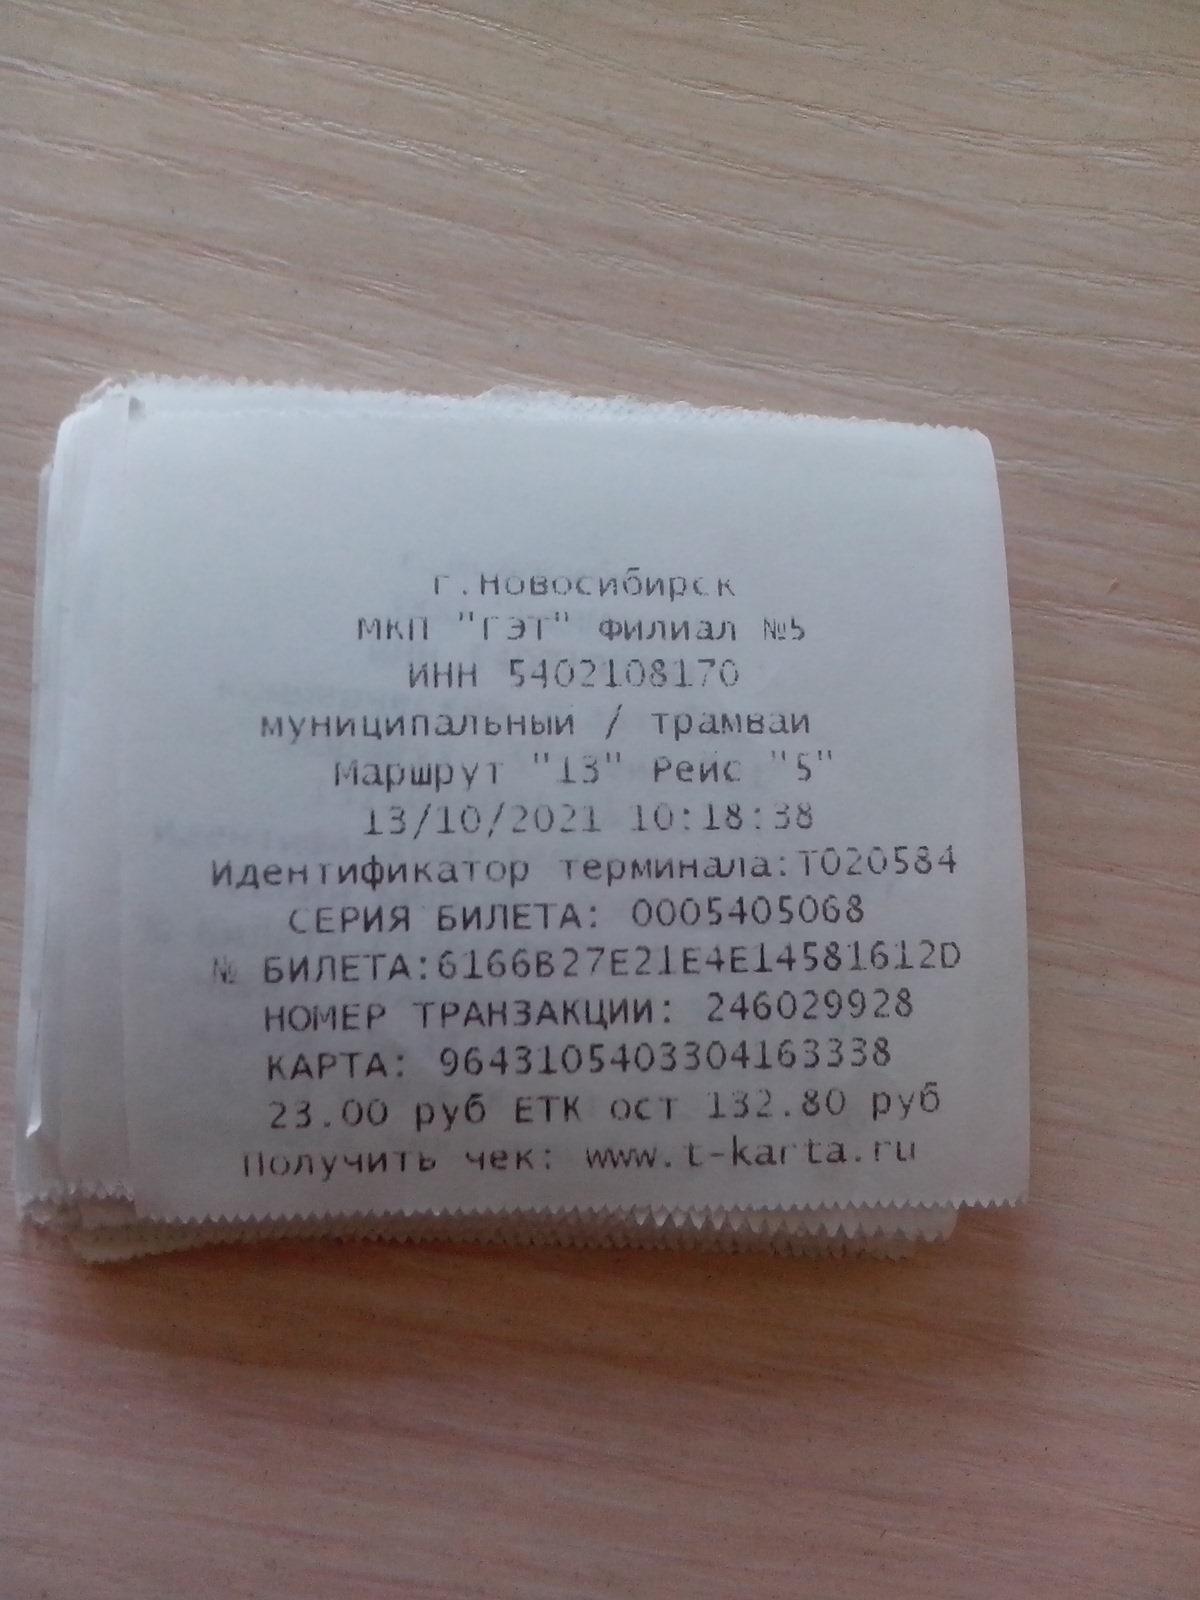 г.Новосибирск
МКП "ГЭТ" Филиал №5
ИНН 5402108170
муниципальный / трамвай
Маршрут "13" Рейс "5"
13/10/2021 10:18:38
Идентификатор терминала:Т020584
СЕРИЯ БИЛЕТА: 0005405068
№ БИЛЕТА:6166B27E21E4E14581612D
НОМЕР ТРАНЗАКЦИИ: 246029928
КАРТА: 9643105403304163338
23.00 руб ЕТК ост 132.80 руб
Получить чек: www.t-karta.ru